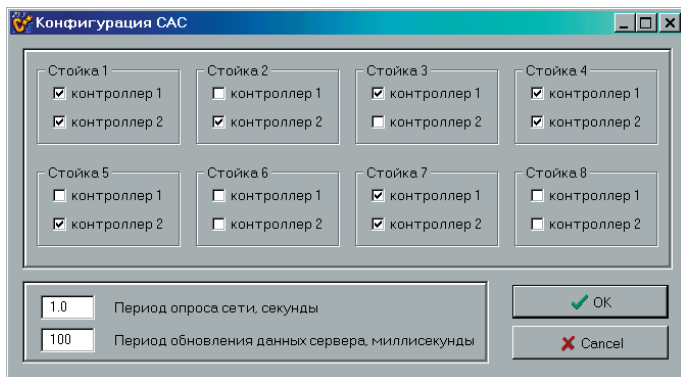 Конфигурация САС
Стойка 1 Стойка 2 Стойка 3 Стойка 4
контроллер 1 контроллер 1 контроллер 1 контроллер 1
контроллер 2 контроллер 2 контроллер 2 контроллер 2
Стойка 5 Стойка 6 Стойка 7 Стойка 8
контроллер 1 контроллер 1 контроллер 1 контроллер 1
контроллер 2 контроллер 2 контроллер 2 контроллер 2
1.0 Период опроса сети, секунды
100 Период обновления данных сервера, миллисекунды
OK
Cancel